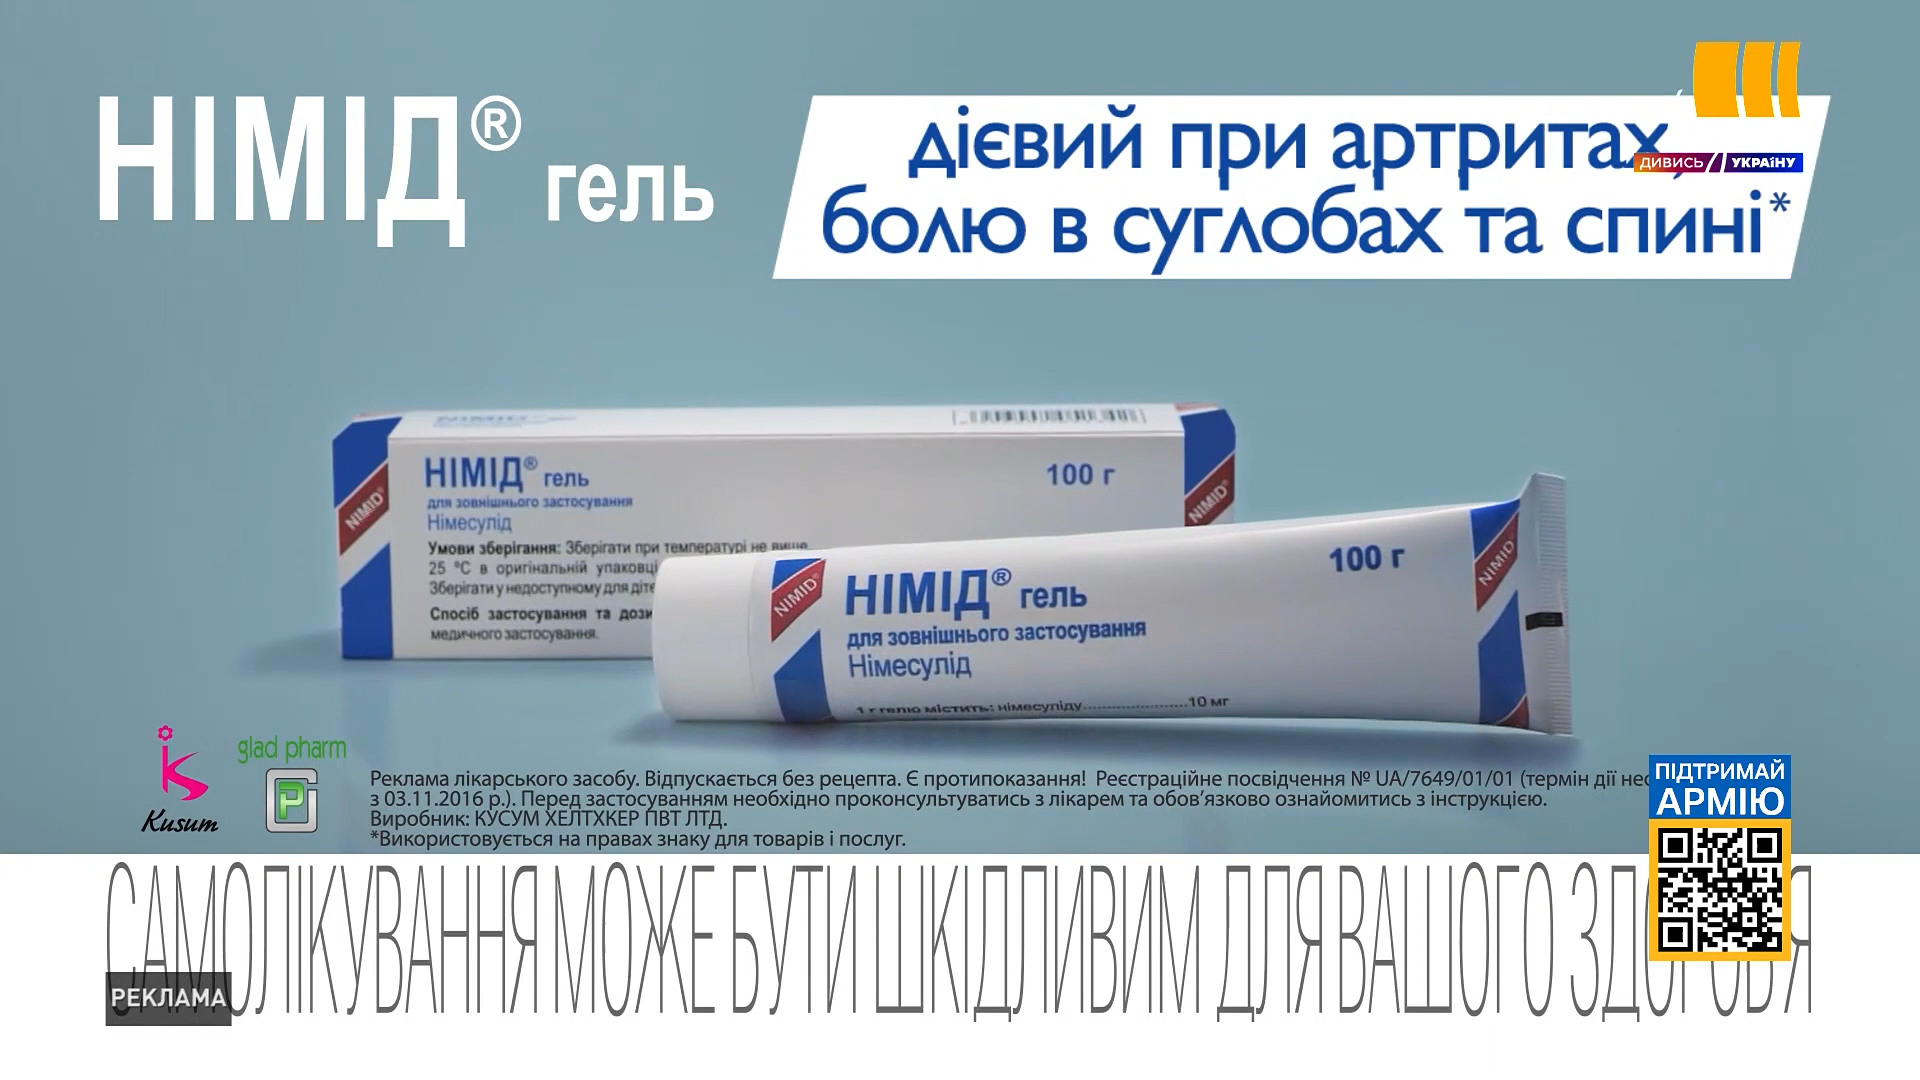 НІМІД® гель
дієвий при артритах,
болю в суглобах та спині*
ДИВИСЬ // УКРАЇНУ
НІМІД® гель
100 г
для зовнішнього застосування
Німесулід
Умови зберігання: Зберігати при температурі не вище
25 °С в оригінальній упаковці
Зберігати у недоступному для діте
Спосіб застосування та дози
медичного застосування.
NIMID®
NIMID®
NIMID®
НІМІД® гель
100 г
для зовнішнього застосування
Німесулід
1 г гелю містить: німесуліду......................10 мг
NIMID®
Kusum
glad pharm
Реклама лікарського засобу. Відпускається без рецепта. Є протипоказання! Реєстраційне посвідчення № UA/7649/01/01 (термін дії
з 03.11.2016 р.). Перед застосуванням необхідно проконсультуватись з лікарем та обов'язково ознайомитись з інструкцією.
Виробник: КУСУМ ХЕЛТХКЕР ПВТ ЛТД.
*Використовується на правах знаку для товарів і послуг.
ПІДТРИМАЙ
АРМІЮ
САМОЛІКУВАННЯ МОЖЕ БУТИ ШКІДЛИВИМ ДЛЯ ВАШОГО ЗДОРОВ'Я
РЕКЛАМА